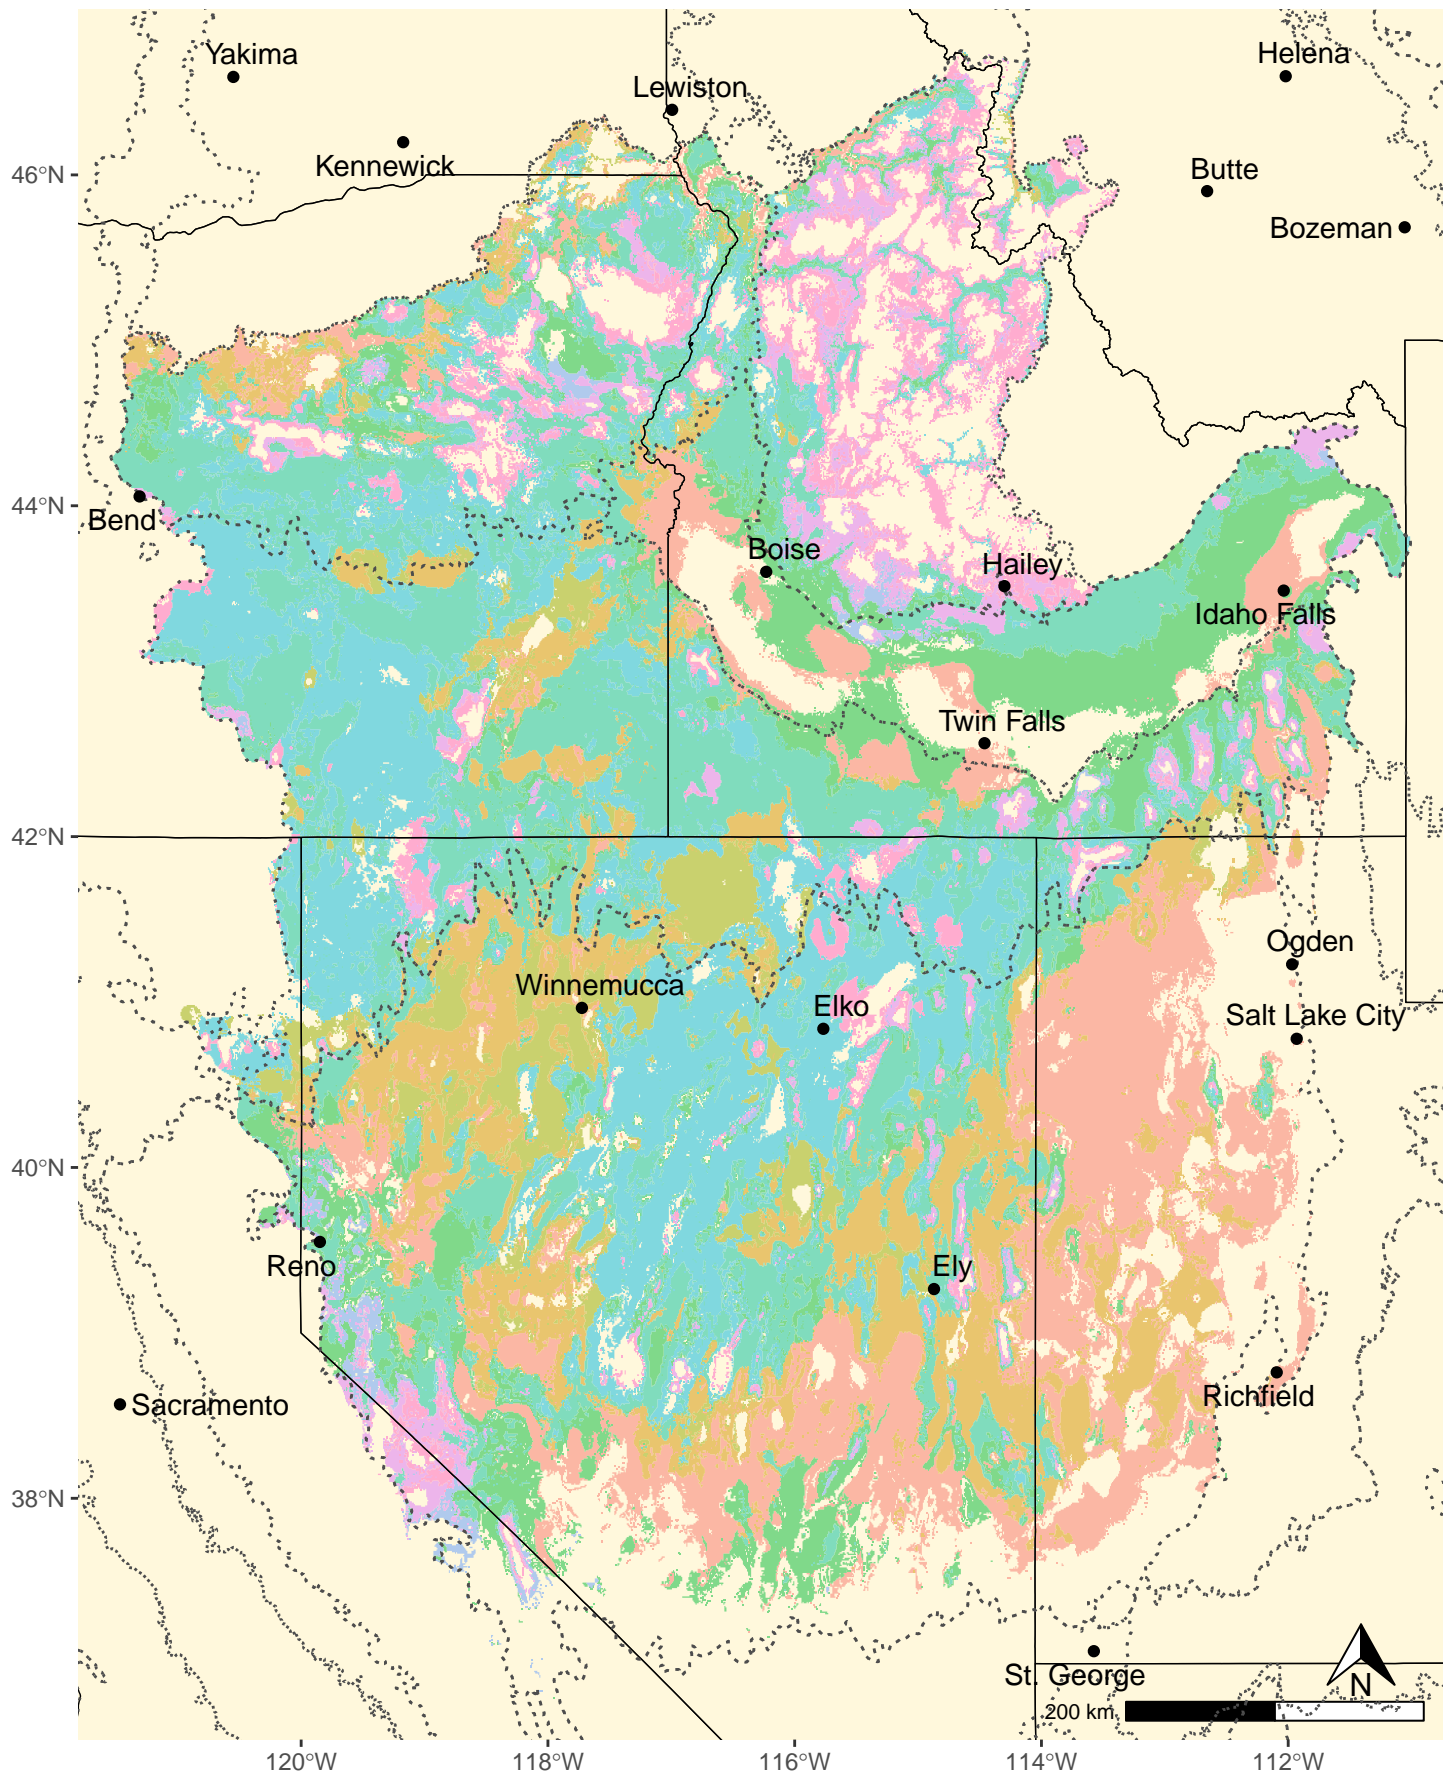 Yakima
Helena
Lewiston
Kennewick
46°N
Butte
Bozeman
44°N
Bend
Boise
Hailey
Idaho Falls
Twin Falls
42°N
Ogden
Winnemucca
Elko
Salt Lake City
40°N
Reno
Ely
Sacramento
Richfield
38°N
St. George
N
200 km
120°W
118°W
116°W
114°W
112°W